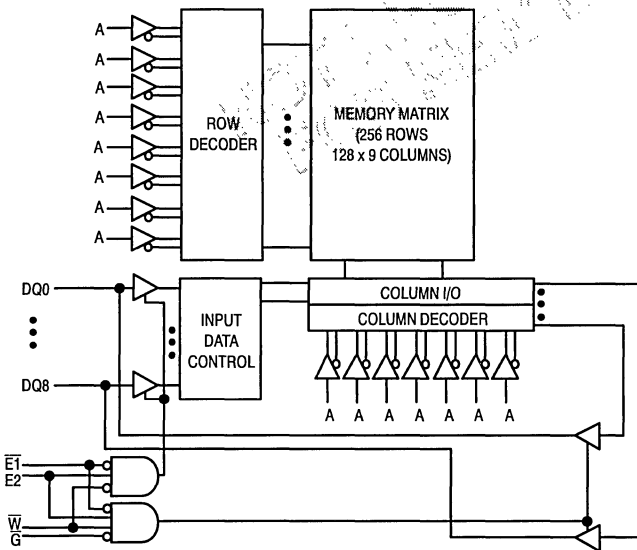 A
A
A
A
A
A
A
A
ROW
DECODER
MEMORY MATRIX
(256 ROWS
128 x 9 COLUMNS)
DQ0
DQ8
INPUT
DATA
CONTROL
COLUMN I/O
COLUMN DECODER
A A A A A A A
E1
E2
W
G